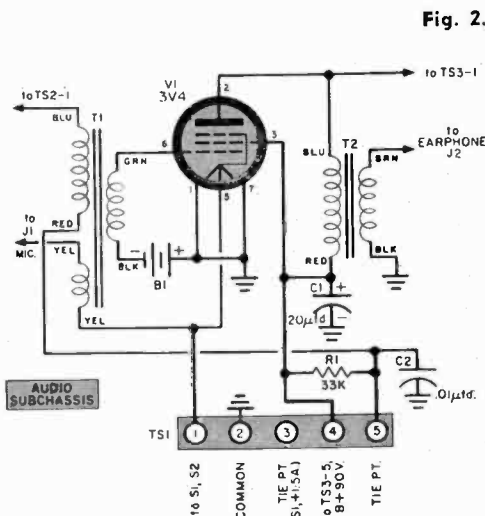 Fig. 2.
to TS2-1
BLU
T1
V1
3V4
2
to TS3-1
6
3
GRN
1
5
7
BLU
T2
BRN
to
EARPHONE
J2
RED
to
J1
MIC.
YEL
BLK
- +
B1
RED
BLK
C1
+
-
20µfd.
YEL
R1
33K
C2
.01µfd.
AUDIO
SUBCHASSIS
TS1
1
2
3
4
5
to S1, S2
COMMON
TIE PT.
(S1,+1.5A)
to TS3-5,
B+90V.
TIE PT.